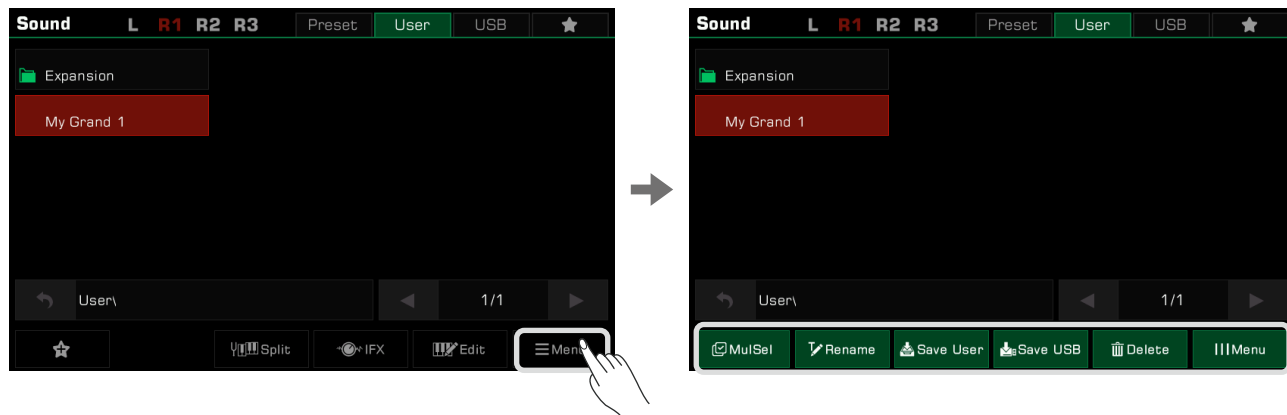 Sound L R1 R2 R3 Preset User USB
Expansion
My Grand 1
User\ 1/1
Split IFX Edit Menu
Sound L R1 R2 R3 Preset User USB
Expansion
My Grand 1
User\ 1/1
MulSel Rename Save User Save USB Delete Menu